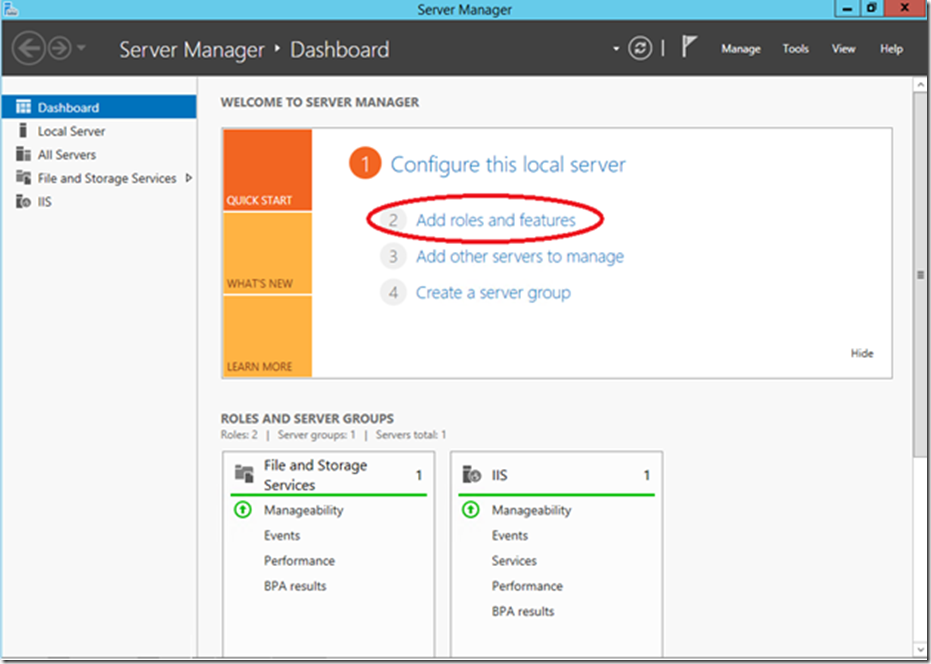 Server Manager
Server Manager ‣ Dashboard
Manage Tools View Help
Dashboard
Local Server
All Servers
File and Storage Services
IIS
WELCOME TO SERVER MANAGER
QUICK START
WHAT'S NEW
LEARN MORE
1 Configure this local server
2 Add roles and features
3 Add other servers to manage
4 Create a server group
Hide
ROLES AND SERVER GROUPS
Roles: 2 | Server groups: 1 | Servers total: 1
File and Storage
Services 1
Manageability
Events
Performance
BPA results
IIS 1
Manageability
Events
Services
Performance
BPA results